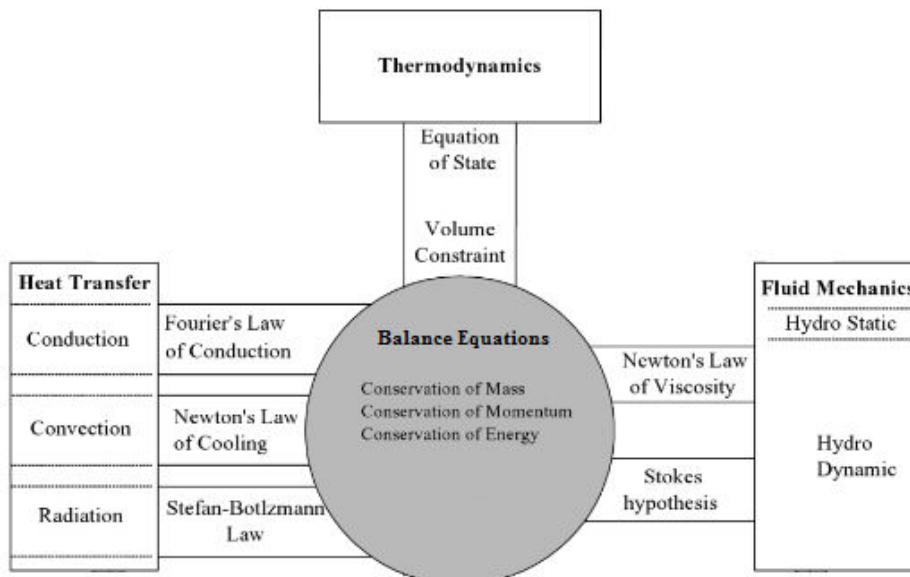 Thermodynamics
Equation
of State
Volume
Constraint
Heat Transfer
Conduction
Convection
Radiation
Fourier's Law
of Conduction
Newton's Law
of Cooling
Stefan-Botlzmann
Law
Balance Equations
Conservation of Mass
Conservation of Momentum
Conservation of Energy
Newton's Law
of Viscosity
Stokes
hypothesis
Fluid Mechanics
Hydro Static
Hydro
Dynamic